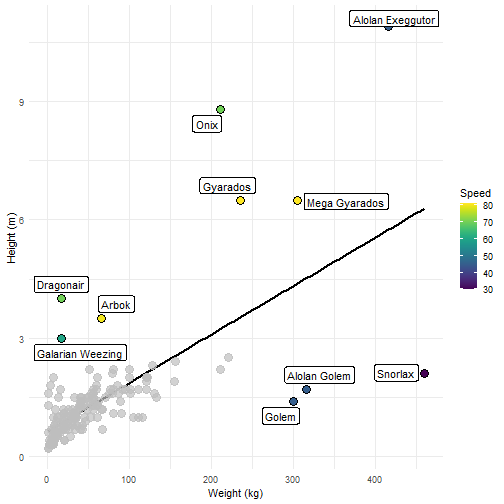 Alolan Exeggutor
9
Onix
Speed
Gyarados
80
Mega Gyarados
70
60
6
50
40
30
Height (m)
Dragonair
Arbok
3
Galarian Weezing
Alolan Golem
Snorlax
Golem
0
0 100 200 300 400
Weight (kg)